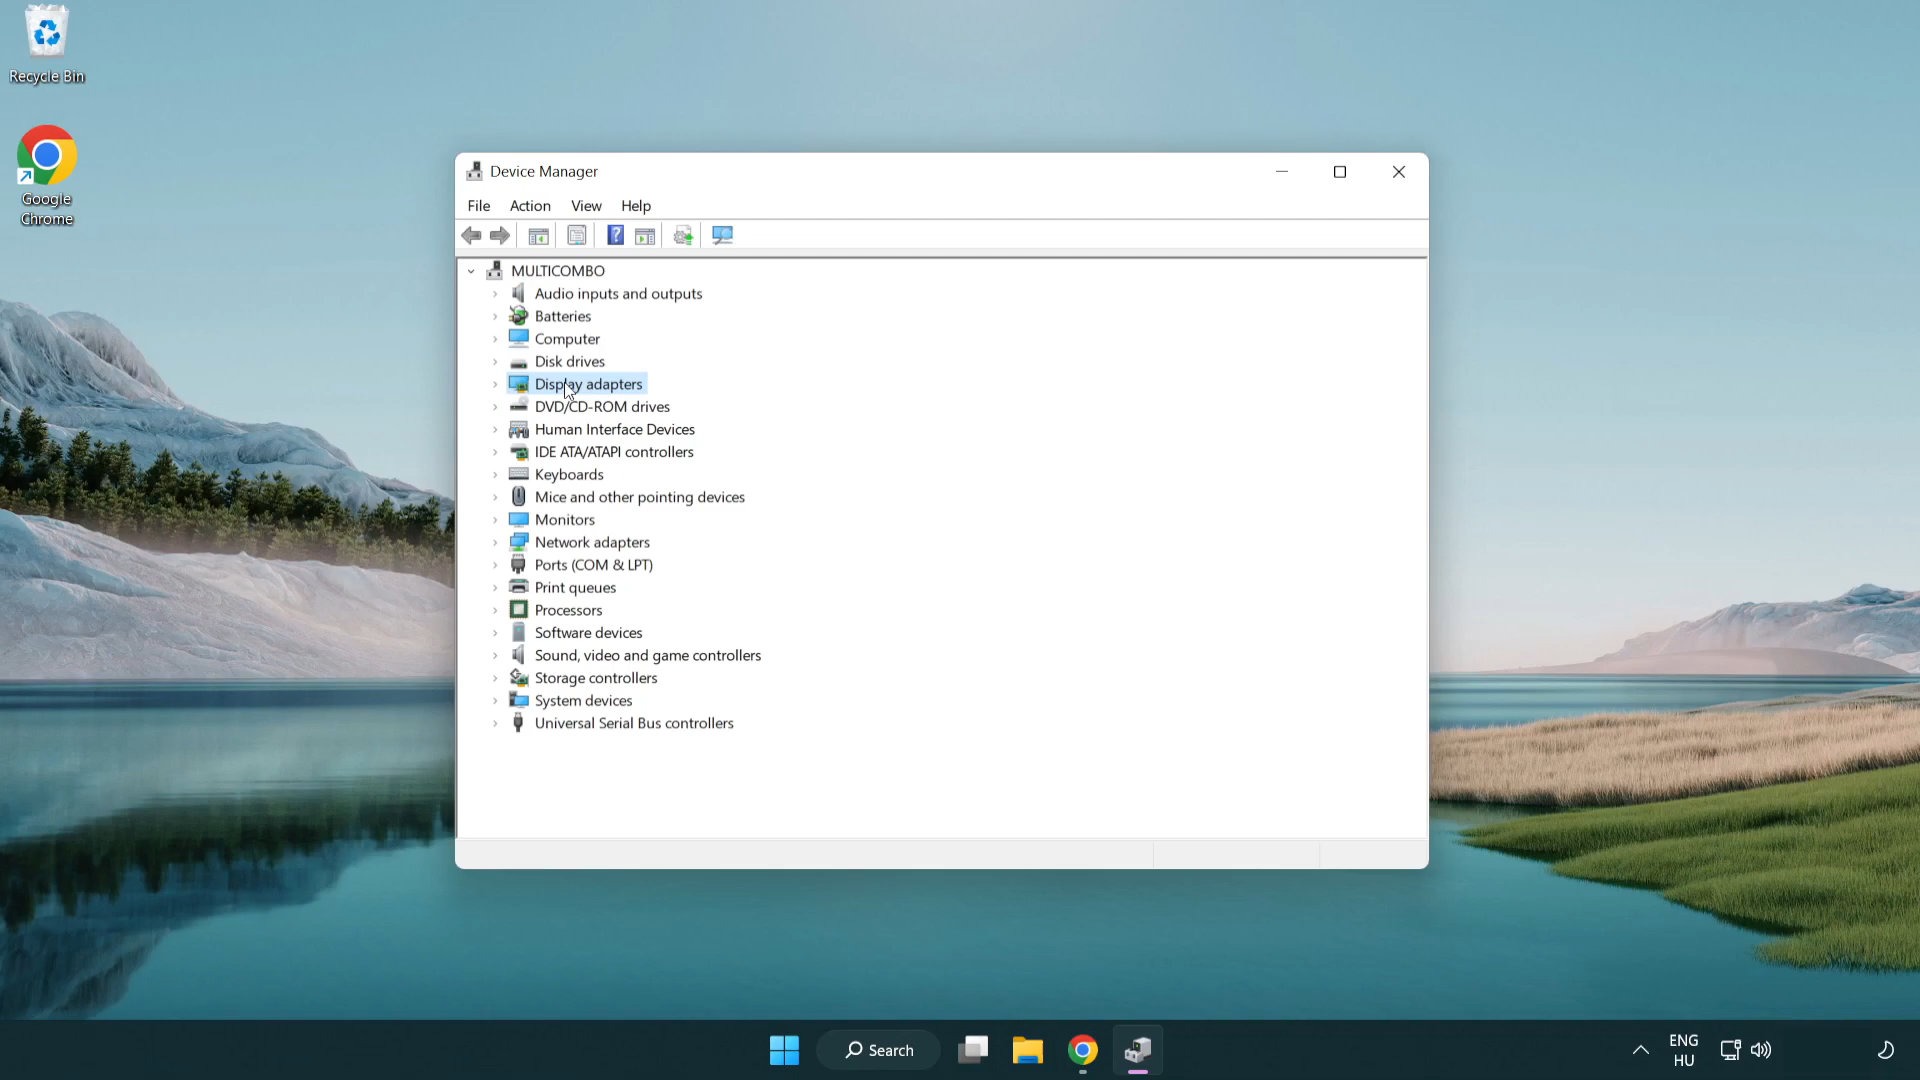 Recycle Bin
Google
Chrome
Device Manager
File Action View Help
MULTICOMBO
Audio inputs and outputs
Batteries
Computer
Disk drives
Display adapters
DVD/CD-ROM drives
Human Interface Devices
IDE ATA/ATAPI controllers
Keyboards
Mice and other pointing devices
Monitors
Network adapters
Ports (COM & LPT)
Print queues
Processors
Software devices
Sound, video and game controllers
Storage controllers
System devices
Universal Serial Bus controllers
Search
ENG
HU